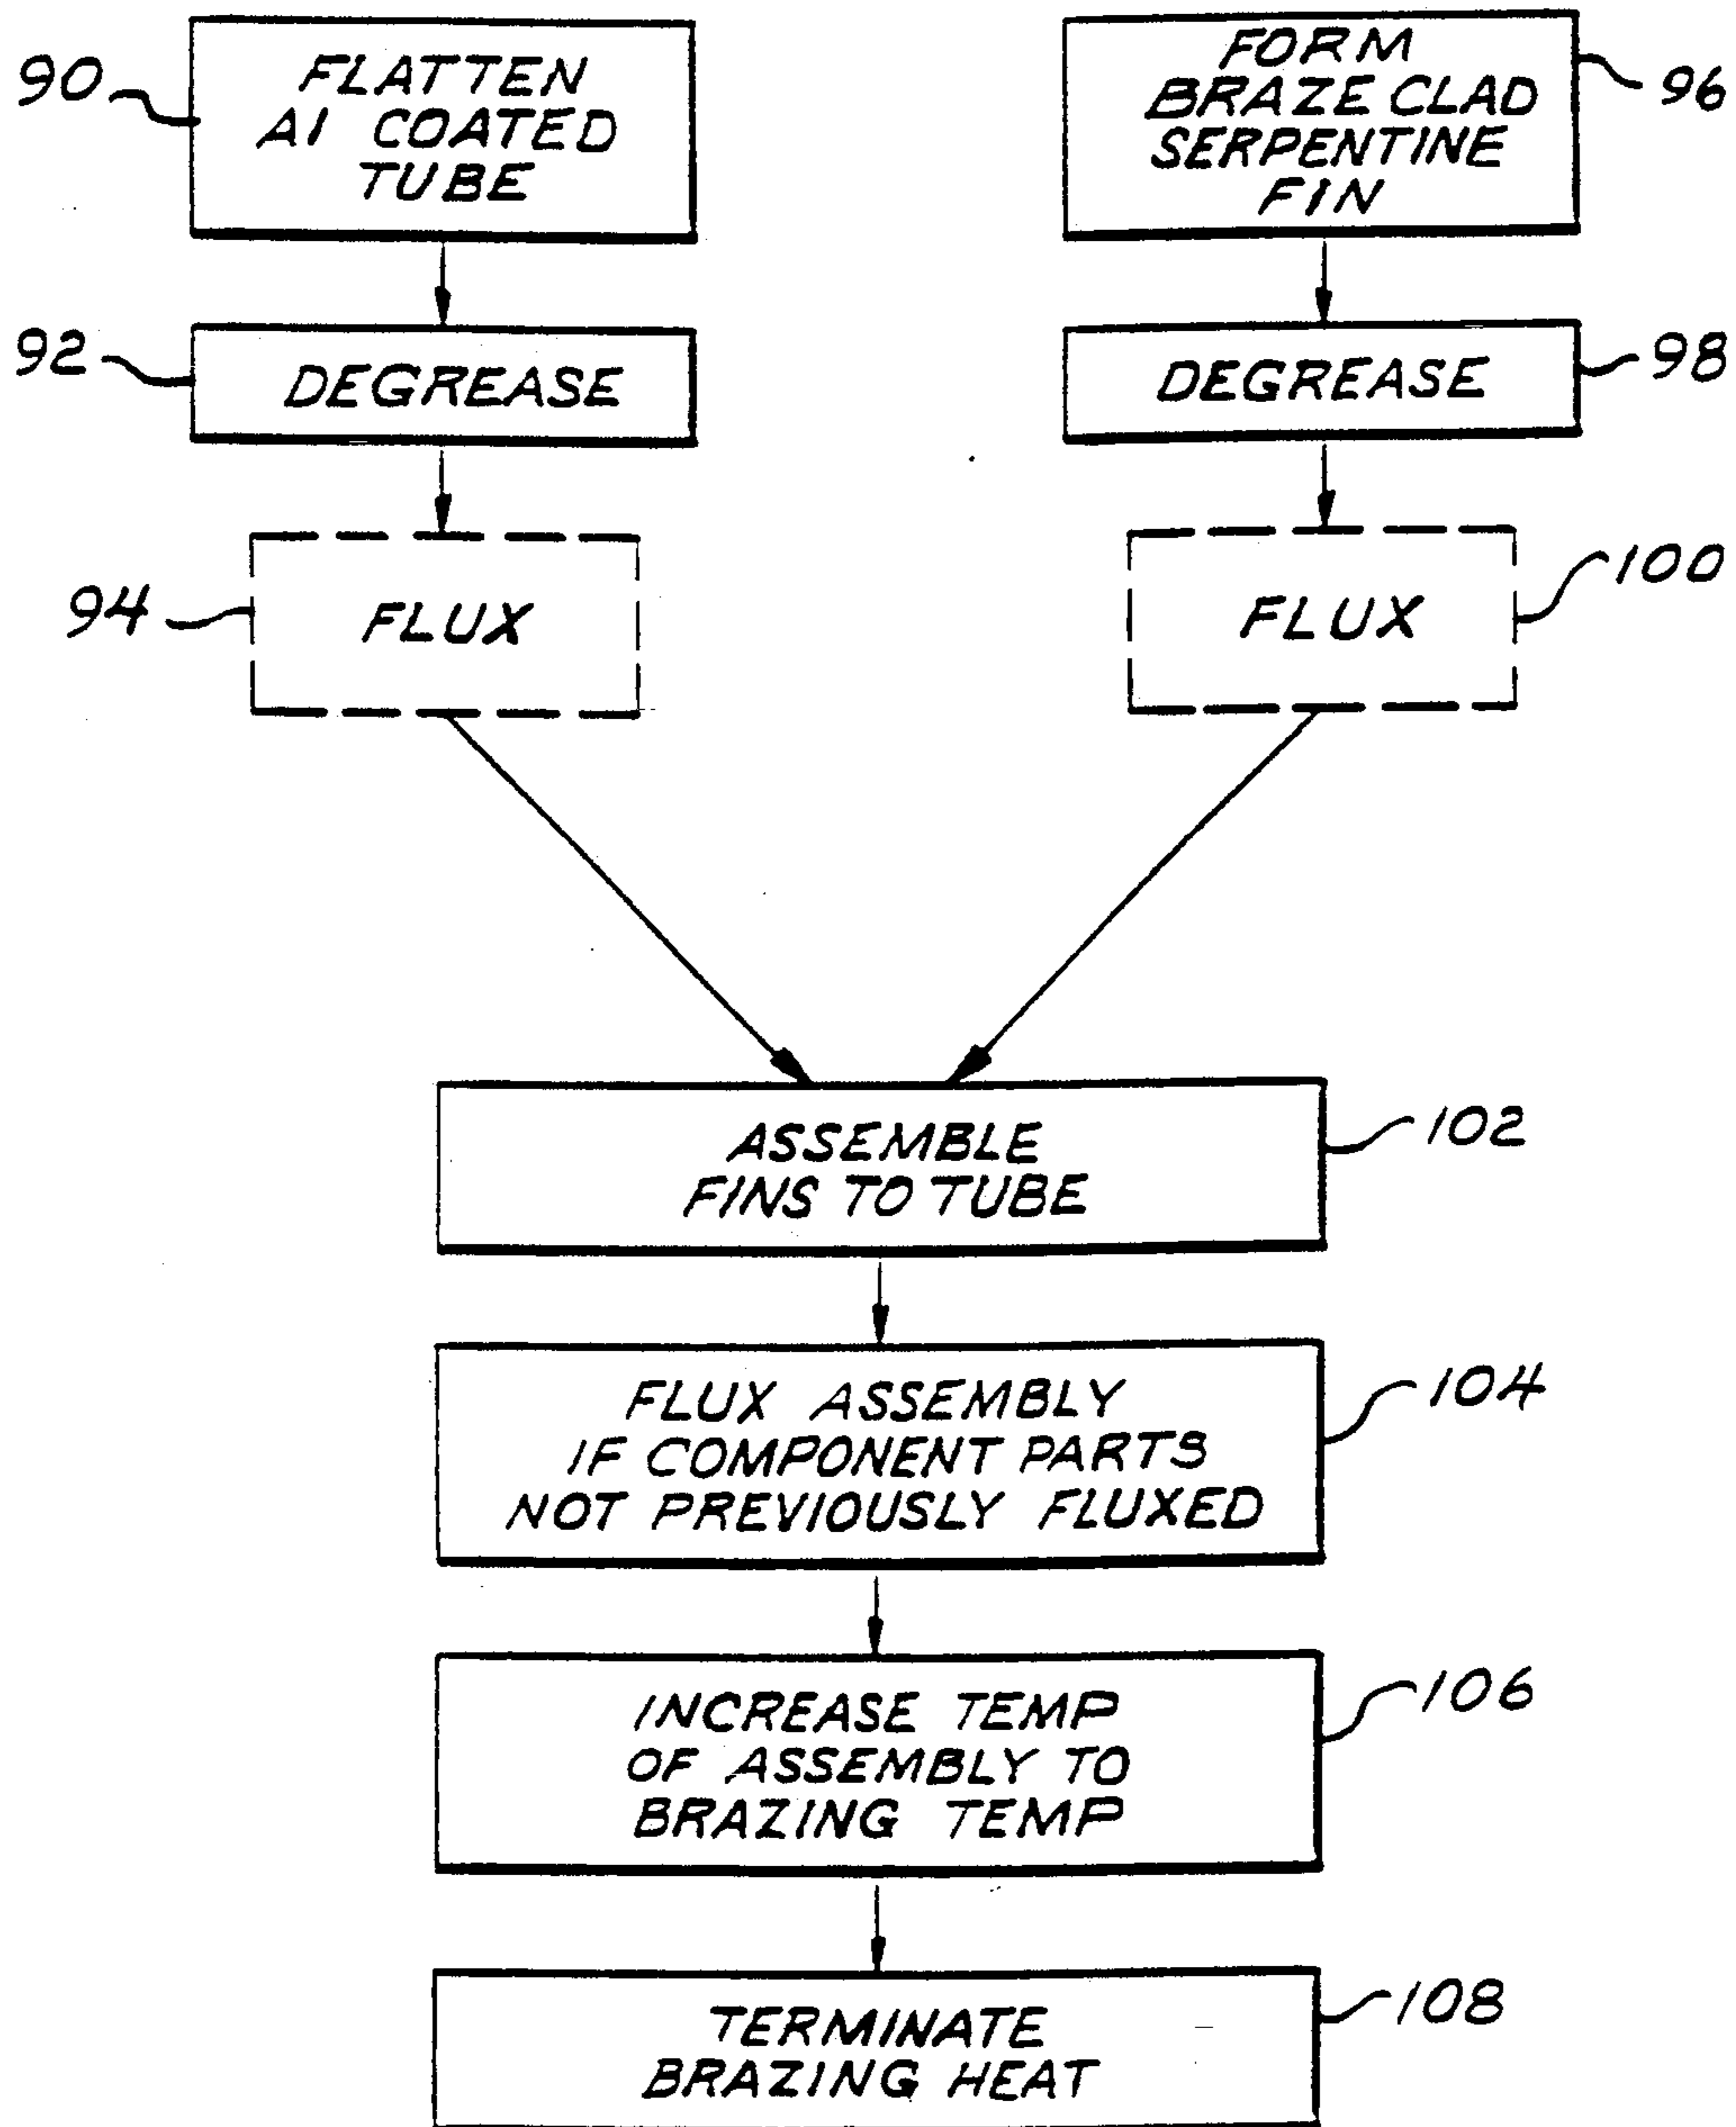 90
FLATTEN
Al COATED
TUBE
FORM
BRAZE CLAD
SERPENTINE
FIN
96
92
DEGREASE
DEGREASE
98
94
FLUX
FLUX
100
ASSEMBLE
FINS TO TUBE
102
FLUX ASSEMBLY
IF COMPONENT PARTS
NOT PREVIOUSLY FLUXED
104
INCREASE TEMP
OF ASSEMBLY TO
BRAZING TEMP
106
TERMINATE
BRAZING HEAT
108